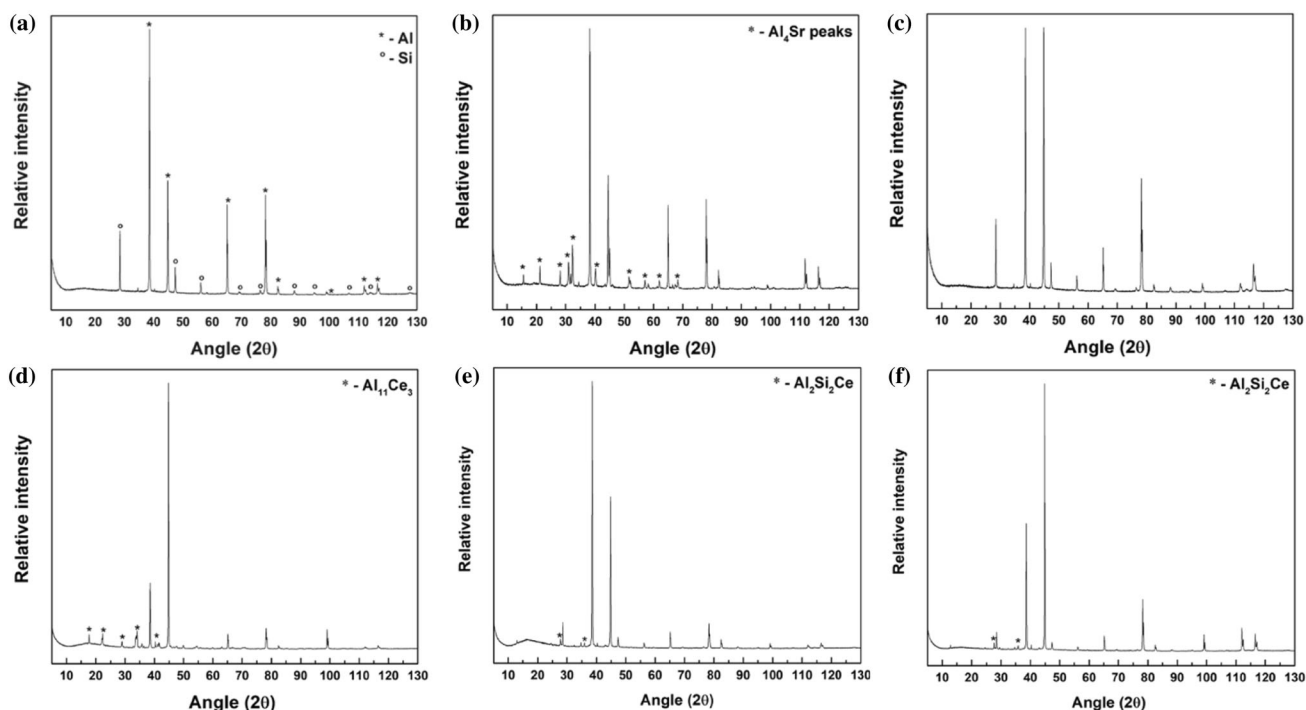 (a)
* - Al
o - Si
Relative intensity
10 20 30 40 50 60 70 80 90 100 110 120 130
Angle (2θ)
(b)
* - Al₄Sr peaks
Relative intensity
10 20 30 40 50 60 70 80 90 100 110 120 130
Angle (2θ)
(c)
Relative intensity
10 20 30 40 50 60 70 80 90 100 110 120 130
Angle (2θ)
(d)
* - Al₁₁Ce₃
Relative intensity
10 20 30 40 50 60 70 80 90 100 110 120 130
Angle (2θ)
(e)
* - Al₂Si₂Ce
Relative intensity
10 20 30 40 50 60 70 80 90 100 110 120 130
Angle (2θ)
(f)
* - Al₂Si₂Ce
Relative intensity
10 20 30 40 50 60 70 80 90 100 110 120 130
Angle (2θ)